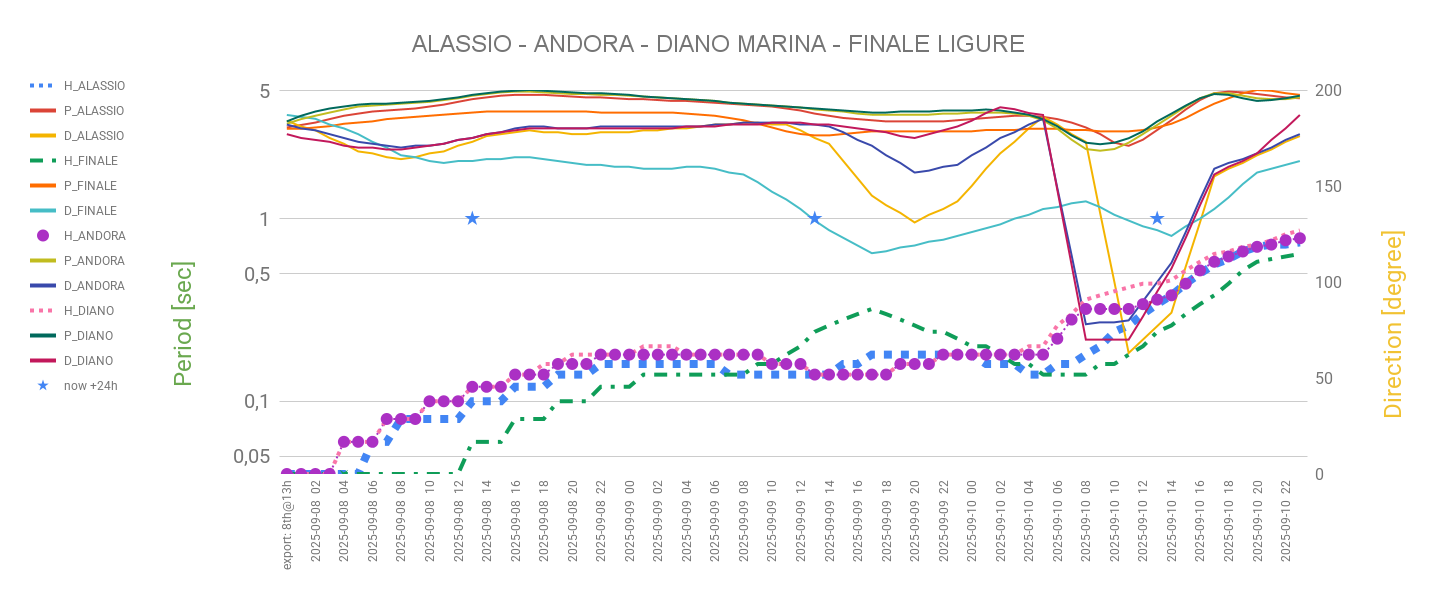 ALASSIO - ANDORA - DIANO MARINA - FINALE LIGURE
H_ALASSIO
P_ALASSIO
D_ALASSIO
H_FINALE
P_FINALE
D_FINALE
H_ANDORA
P_ANDORA
D_ANDORA
H_DIANO
P_DIANO
D_DIANO
now +24h
Period [sec]
5
1
0,5
0,1
0,05
200
150
100
50
0
Direction [degree]
export: 8th@13h
2025-09-08 02
2025-09-08 04
2025-09-08 06
2025-09-08 08
2025-09-08 10
2025-09-08 12
2025-09-08 14
2025-09-08 16
2025-09-08 18
2025-09-08 20
2025-09-08 22
2025-09-09 00
2025-09-09 02
2025-09-09 04
2025-09-09 06
2025-09-09 08
2025-09-09 10
2025-09-09 12
2025-09-09 14
2025-09-09 16
2025-09-09 18
2025-09-09 20
2025-09-09 22
2025-09-10 00
2025-09-10 02
2025-09-10 04
2025-09-10 06
2025-09-10 08
2025-09-10 10
2025-09-10 12
2025-09-10 14
2025-09-10 16
2025-09-10 18
2025-09-10 20
2025-09-10 22